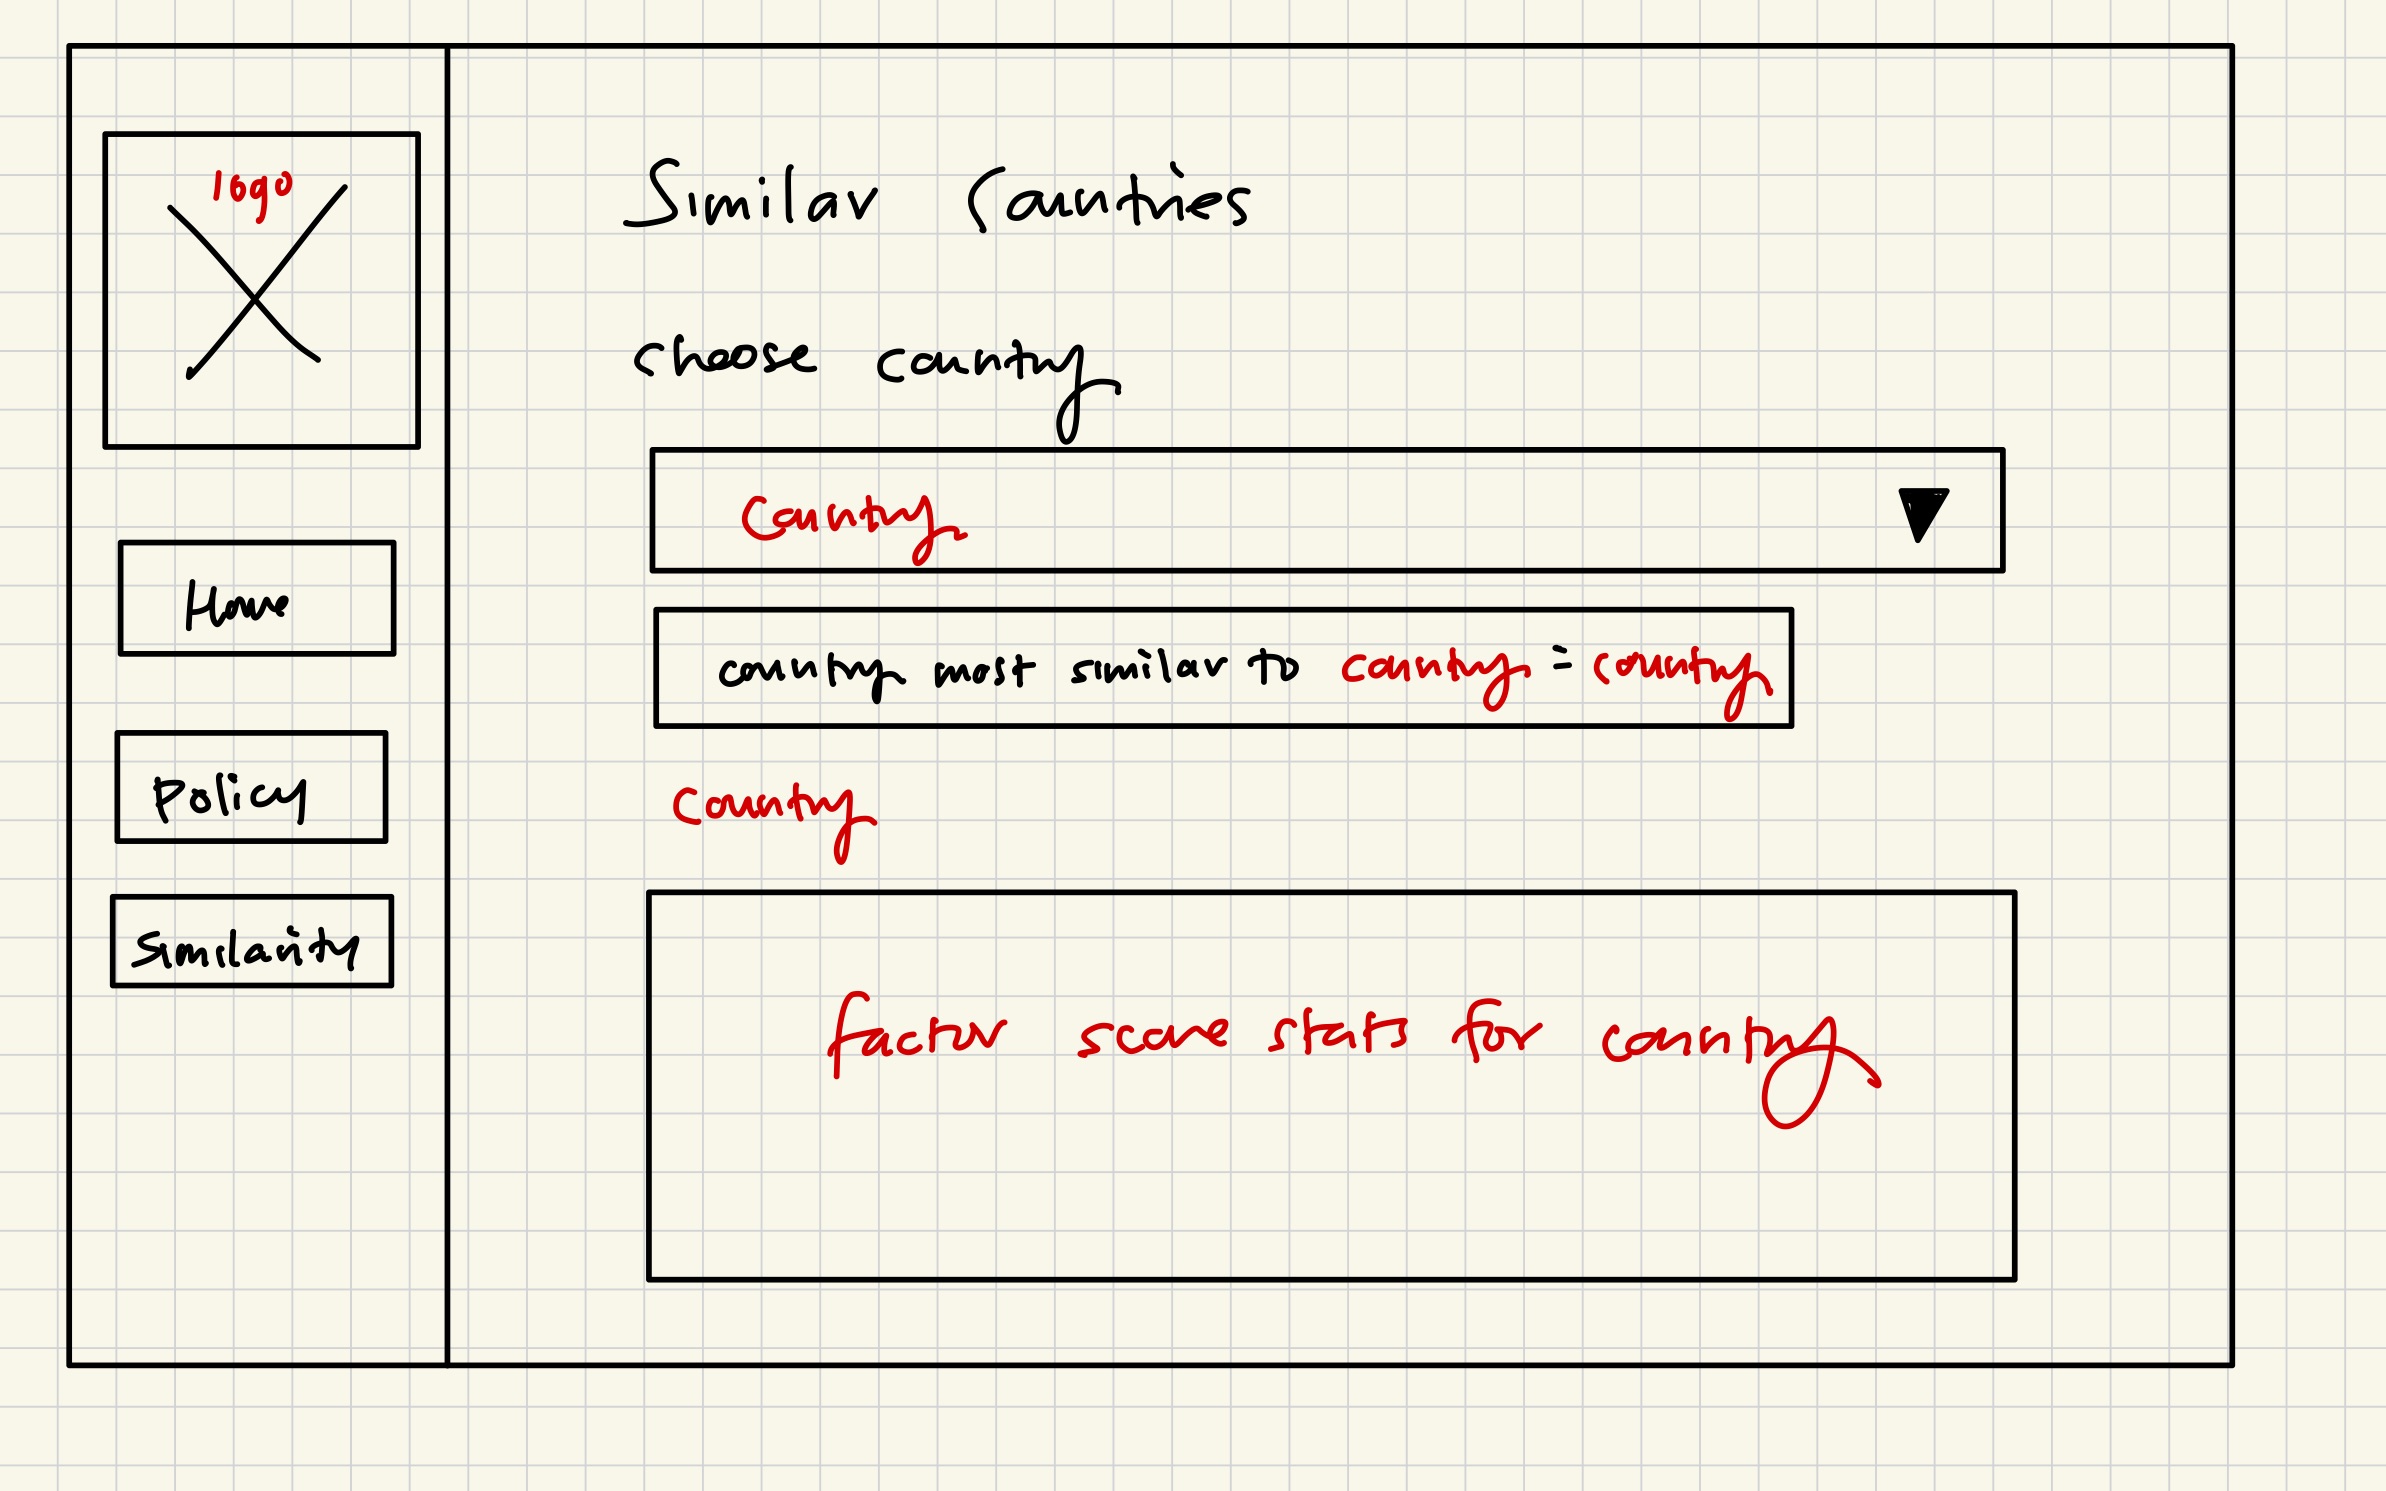 logo
Home
Policy
Similarity
Similar Countries
choose country
Country
country most similar to country = country
country
factor score stats for country